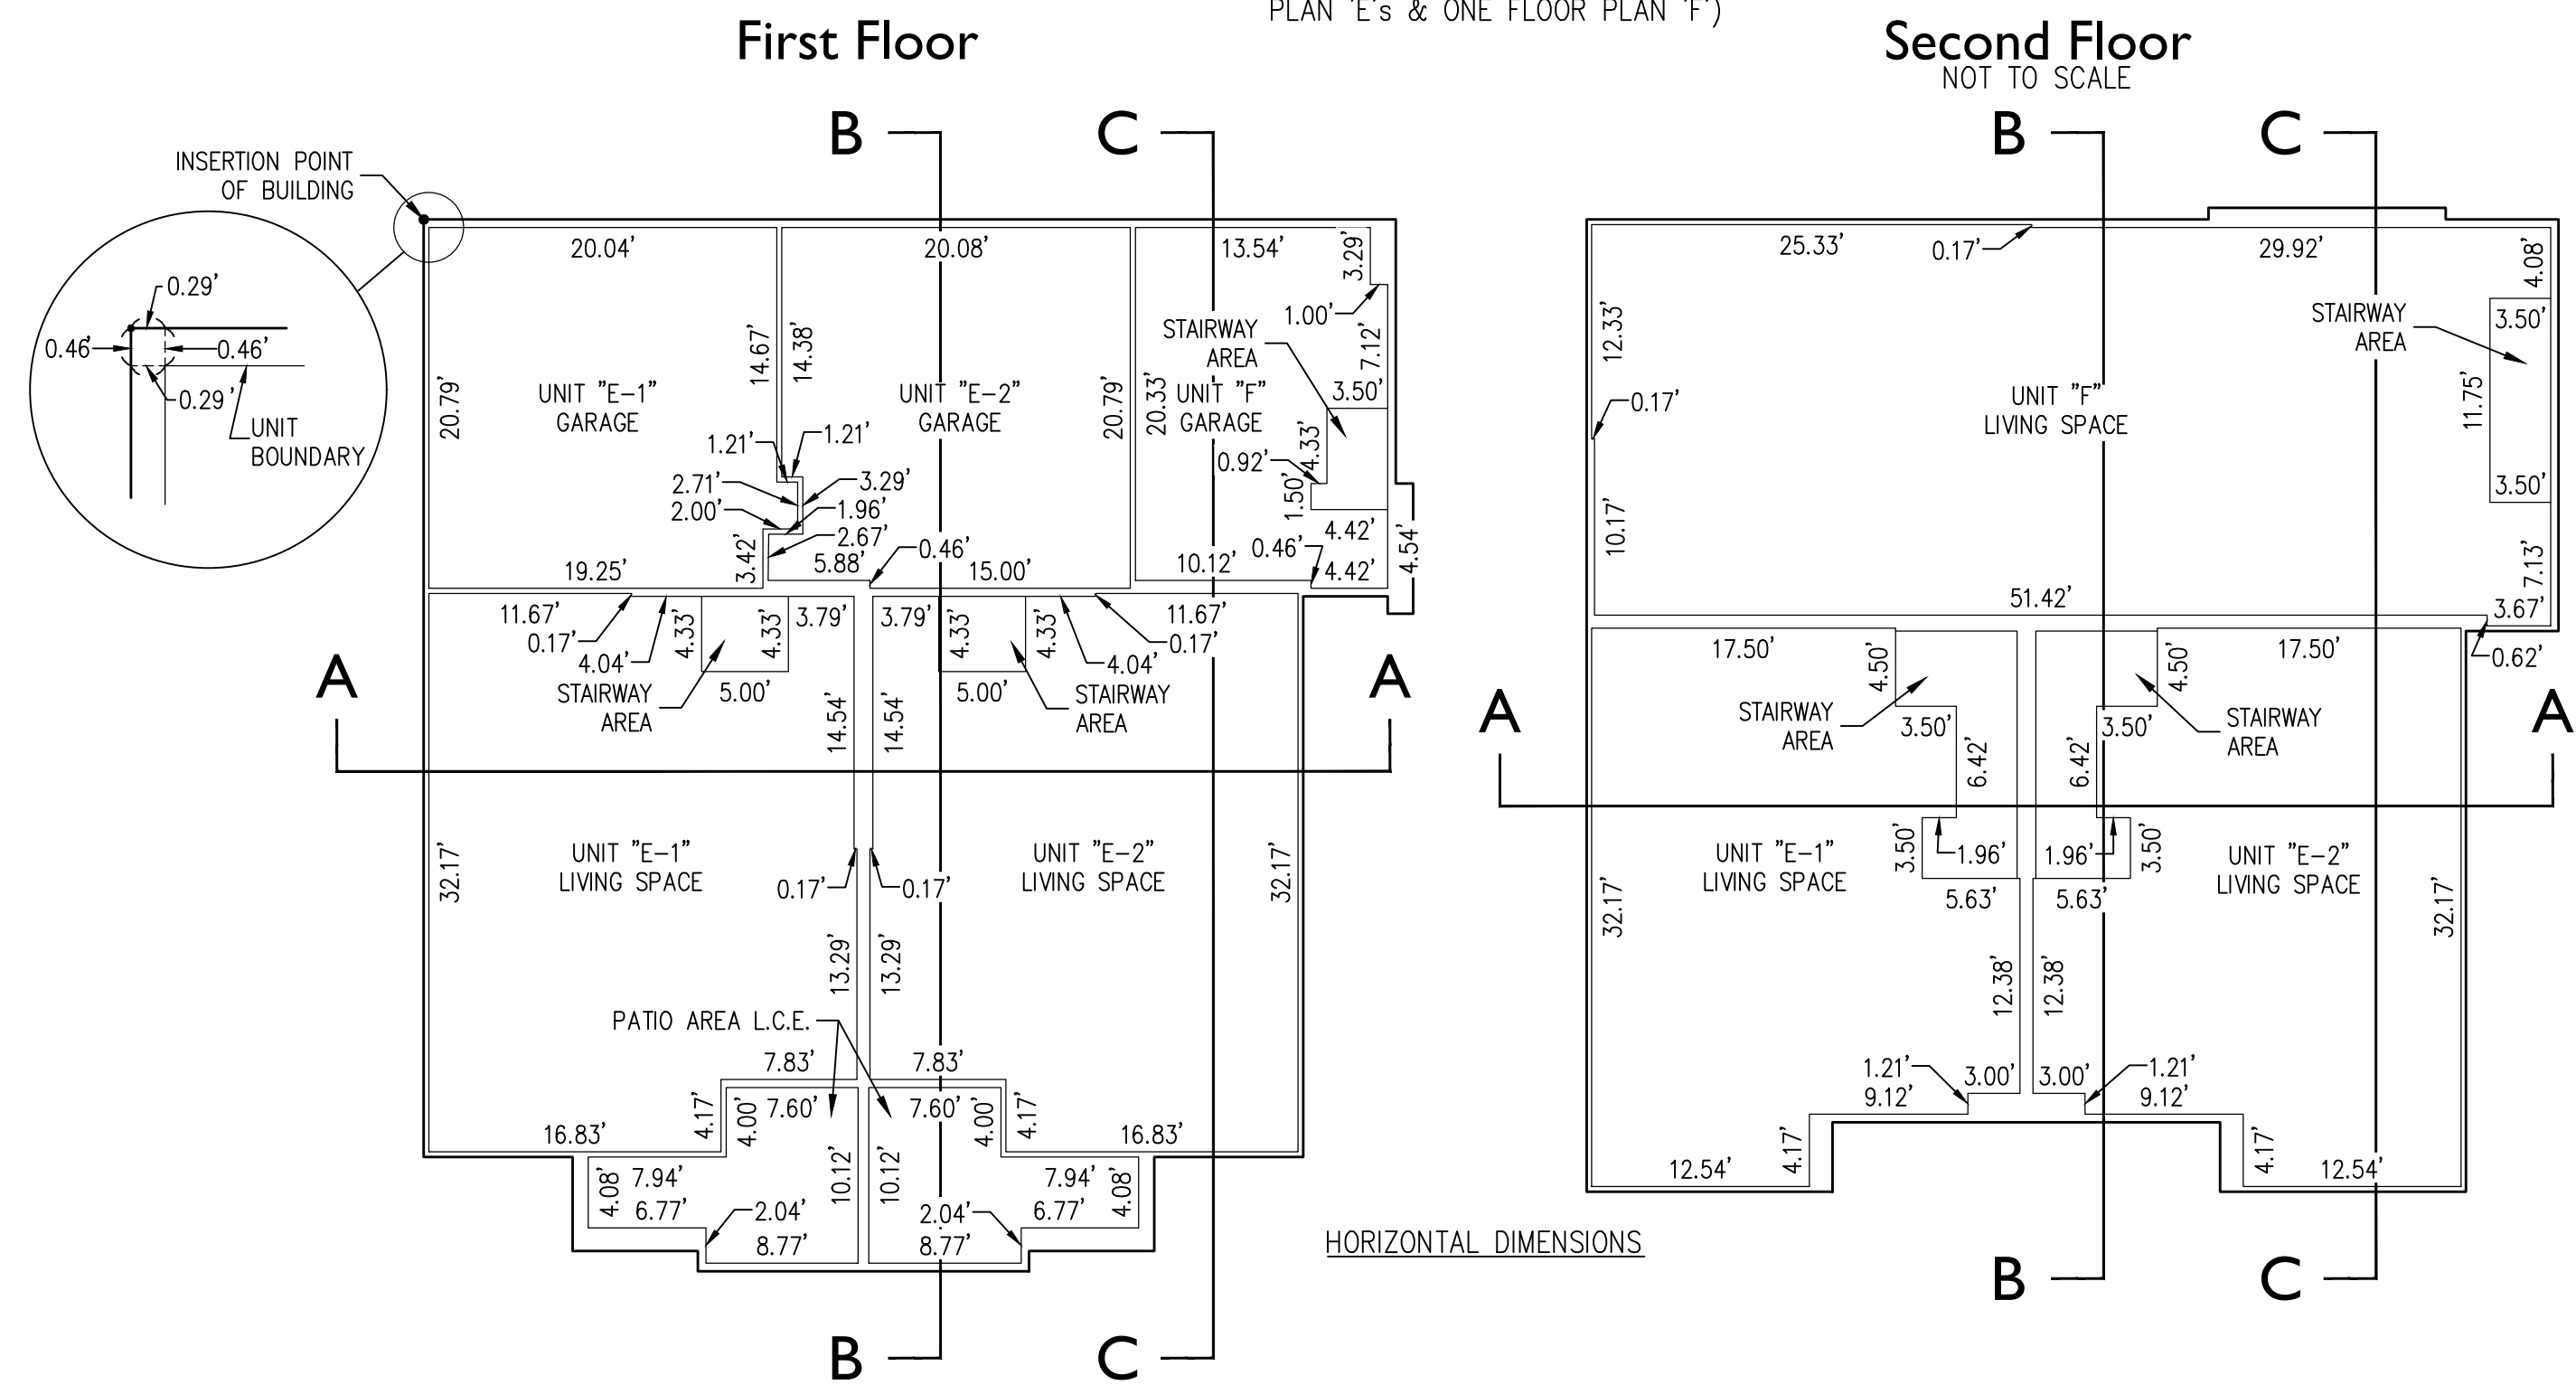 PLAN 'E's & ONE FLOOR PLAN 'F')
First Floor
Second Floor
NOT TO SCALE
B
C
B
C
INSERTION POINT
OF BUILDING
0.29'
0.46'
0.46'
0.29'
UNIT
BOUNDARY
20.04'
20.08'
13.54'
3.29'
1.00'
7.12'
STAIRWAY
AREA
14.67'
14.38'
20.79'
20.79'
20.33'
UNIT "E-1"
GARAGE
UNIT "E-2"
GARAGE
UNIT "F"
GARAGE
3.50'
1.21'
1.21'
4.33'
0.92'
2.71'
3.29'
1.50'
2.00'
1.96'
2.67'
3.42'
5.88'
0.46'
19.25'
15.00'
10.12'
0.46'
4.42'
4.42'
4.54'
11.67'
0.17'
4.04'
4.33'
4.33'
3.79'
3.79'
4.33'
4.33'
11.67'
0.17'
4.04'
STAIRWAY
AREA
5.00'
5.00'
STAIRWAY
AREA
A
A
14.54'
14.54'
UNIT "E-1"
LIVING SPACE
UNIT "E-2"
LIVING SPACE
32.17'
32.17'
0.17'
0.17'
13.29'
13.29'
PATIO AREA L.C.E.
7.83'
7.83'
4.17'
4.00'
7.60'
7.60'
4.00'
4.17'
16.83'
16.83'
10.12'
10.12'
4.08'
7.94'
6.77'
2.04'
8.77'
2.04'
8.77'
7.94'
6.77'
4.08'
B
C
25.33'
0.17'
29.92'
4.08'
12.33'
STAIRWAY
AREA
3.50'
0.17'
UNIT "F"
LIVING SPACE
11.75'
3.50'
10.17'
7.13'
51.42'
3.67'
0.62'
17.50'
4.50'
4.50'
17.50'
A
A
STAIRWAY
AREA
3.50'
3.50'
STAIRWAY
AREA
6.42'
6.42'
UNIT "E-1"
LIVING SPACE
3.50'
1.96'
1.96'
3.50'
UNIT "E-2"
LIVING SPACE
5.63'
5.63'
32.17'
32.17'
12.38'
12.38'
1.21'
3.00'
3.00'
1.21'
9.12'
9.12'
4.17'
4.17'
12.54'
12.54'
HORIZONTAL DIMENSIONS
B
C